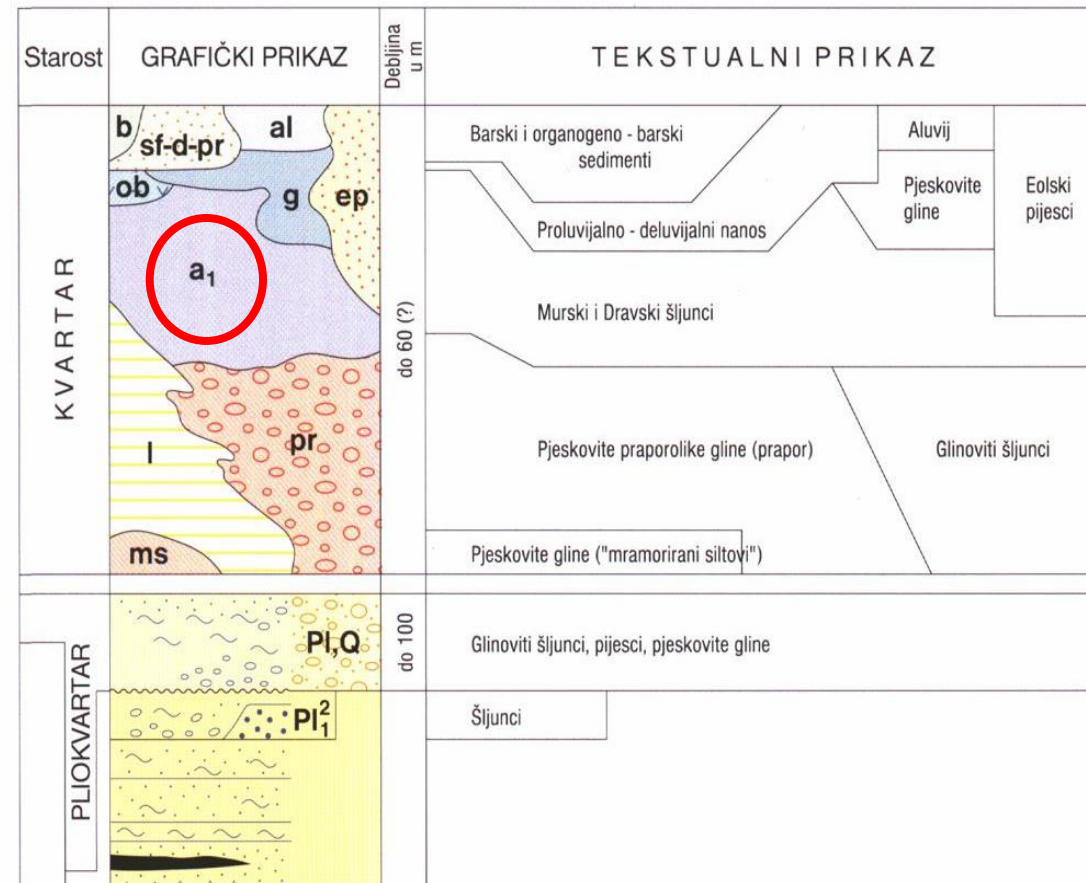 Starost
GRAFIČKI PRIKAZ
Debljina
u m
TEKSTUALNI PRIKAZ
KVARTAR
b
sf-d-pr
al
ob
g
ep
a₁
l
pr
ms
do 60 (?)
Barski i organogeno - barski
sedimenti
Aluvij
Pjeskovite
gline
Eolski
pijesci
Proluvijalno - deluvijalni nanos
Murski i Dravski šljunci
Pjeskovite praporolike gline (prapor)
Glinoviti šljunci
Pjeskovite gline ("mramorirani siltovi")
PLIOKVARTAR
Pl,Q
do 100
Glinoviti šljunci, pijesci, pjeskovite gline
Pl₁²
Šljunci